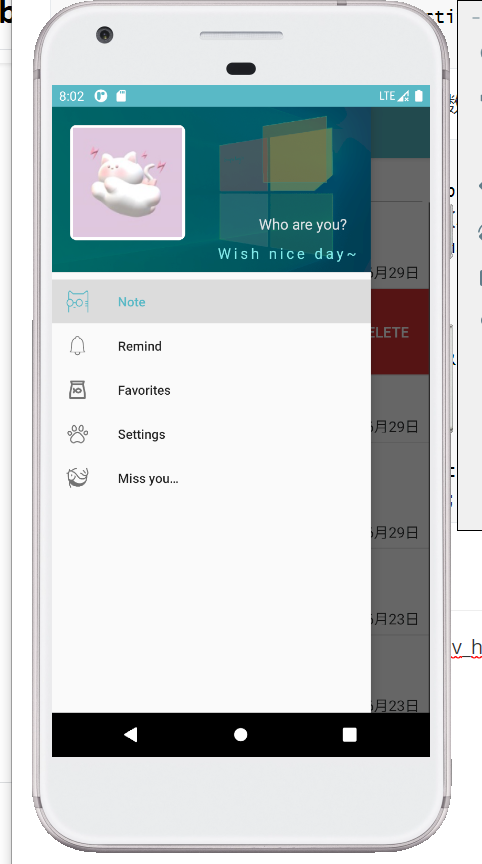 8:02
LTE
Who are you?
Wish nice day~
月29日
Note
ELETE
Remind
Favorites
月29日
Settings
Miss you...
月29日
月23日
月23日
v_h